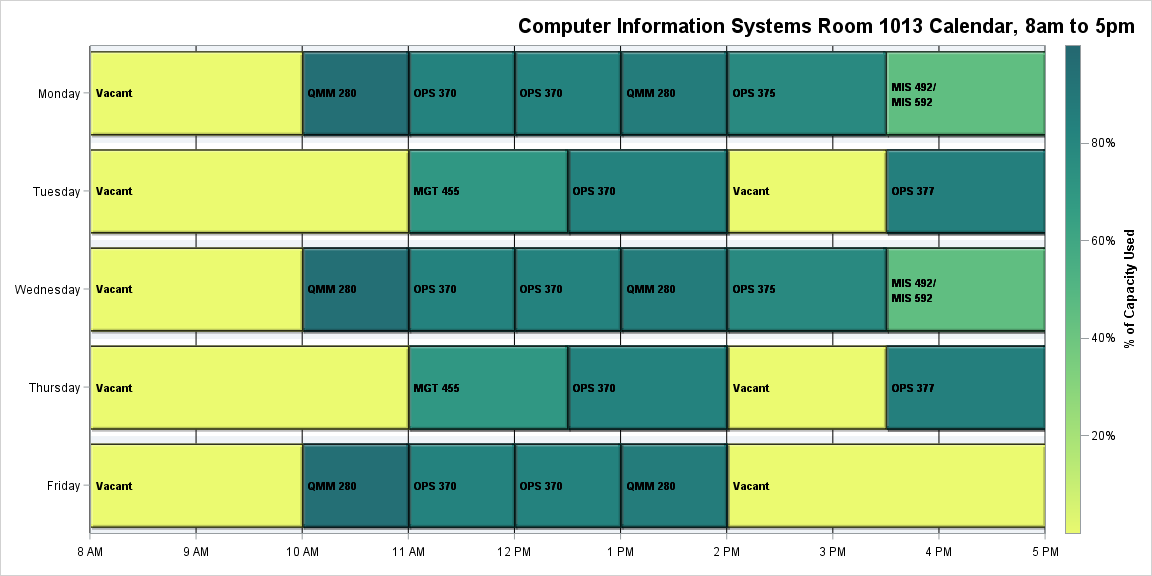 Computer Information Systems Room 1013 Calendar, 8am to 5pm
Monday
Vacant
QMM 280
OPS 370
OPS 370
QMM 280
OPS 375
MIS 492/
MIS 592
Tuesday
Vacant
MGT 455
OPS 370
Vacant
OPS 377
Wednesday
Vacant
QMM 280
OPS 370
OPS 370
QMM 280
OPS 375
MIS 492/
MIS 592
Thursday
Vacant
MGT 455
OPS 370
Vacant
OPS 377
Friday
Vacant
QMM 280
OPS 370
OPS 370
QMM 280
Vacant
8 AM
9 AM
10 AM
11 AM
12 PM
1 PM
2 PM
3 PM
4 PM
5 PM
80%
60%
40%
20%
% of Capacity Used